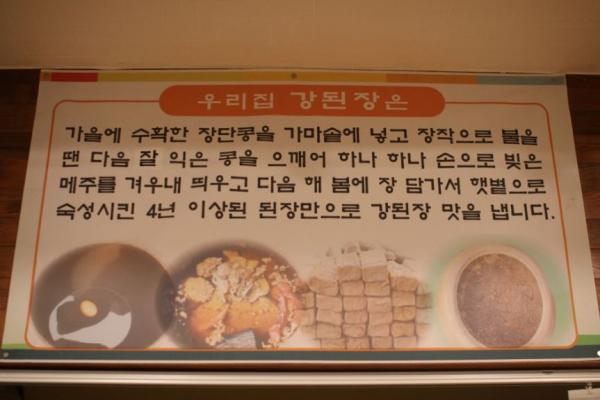 우리집 강된장은
가을에 수확한 장단콩을 가마솥에 넣고 장작으로 불을
땐 다음 잘 익은 콩을 으깨어 하나 하나 손으로 빚은
메주를 겨우내 띄우고 다음 해 봄에 장 담가서 햇볕으로
숙성시킨 4년 이상된 된장만으로 강된장 맛을 냅니다.